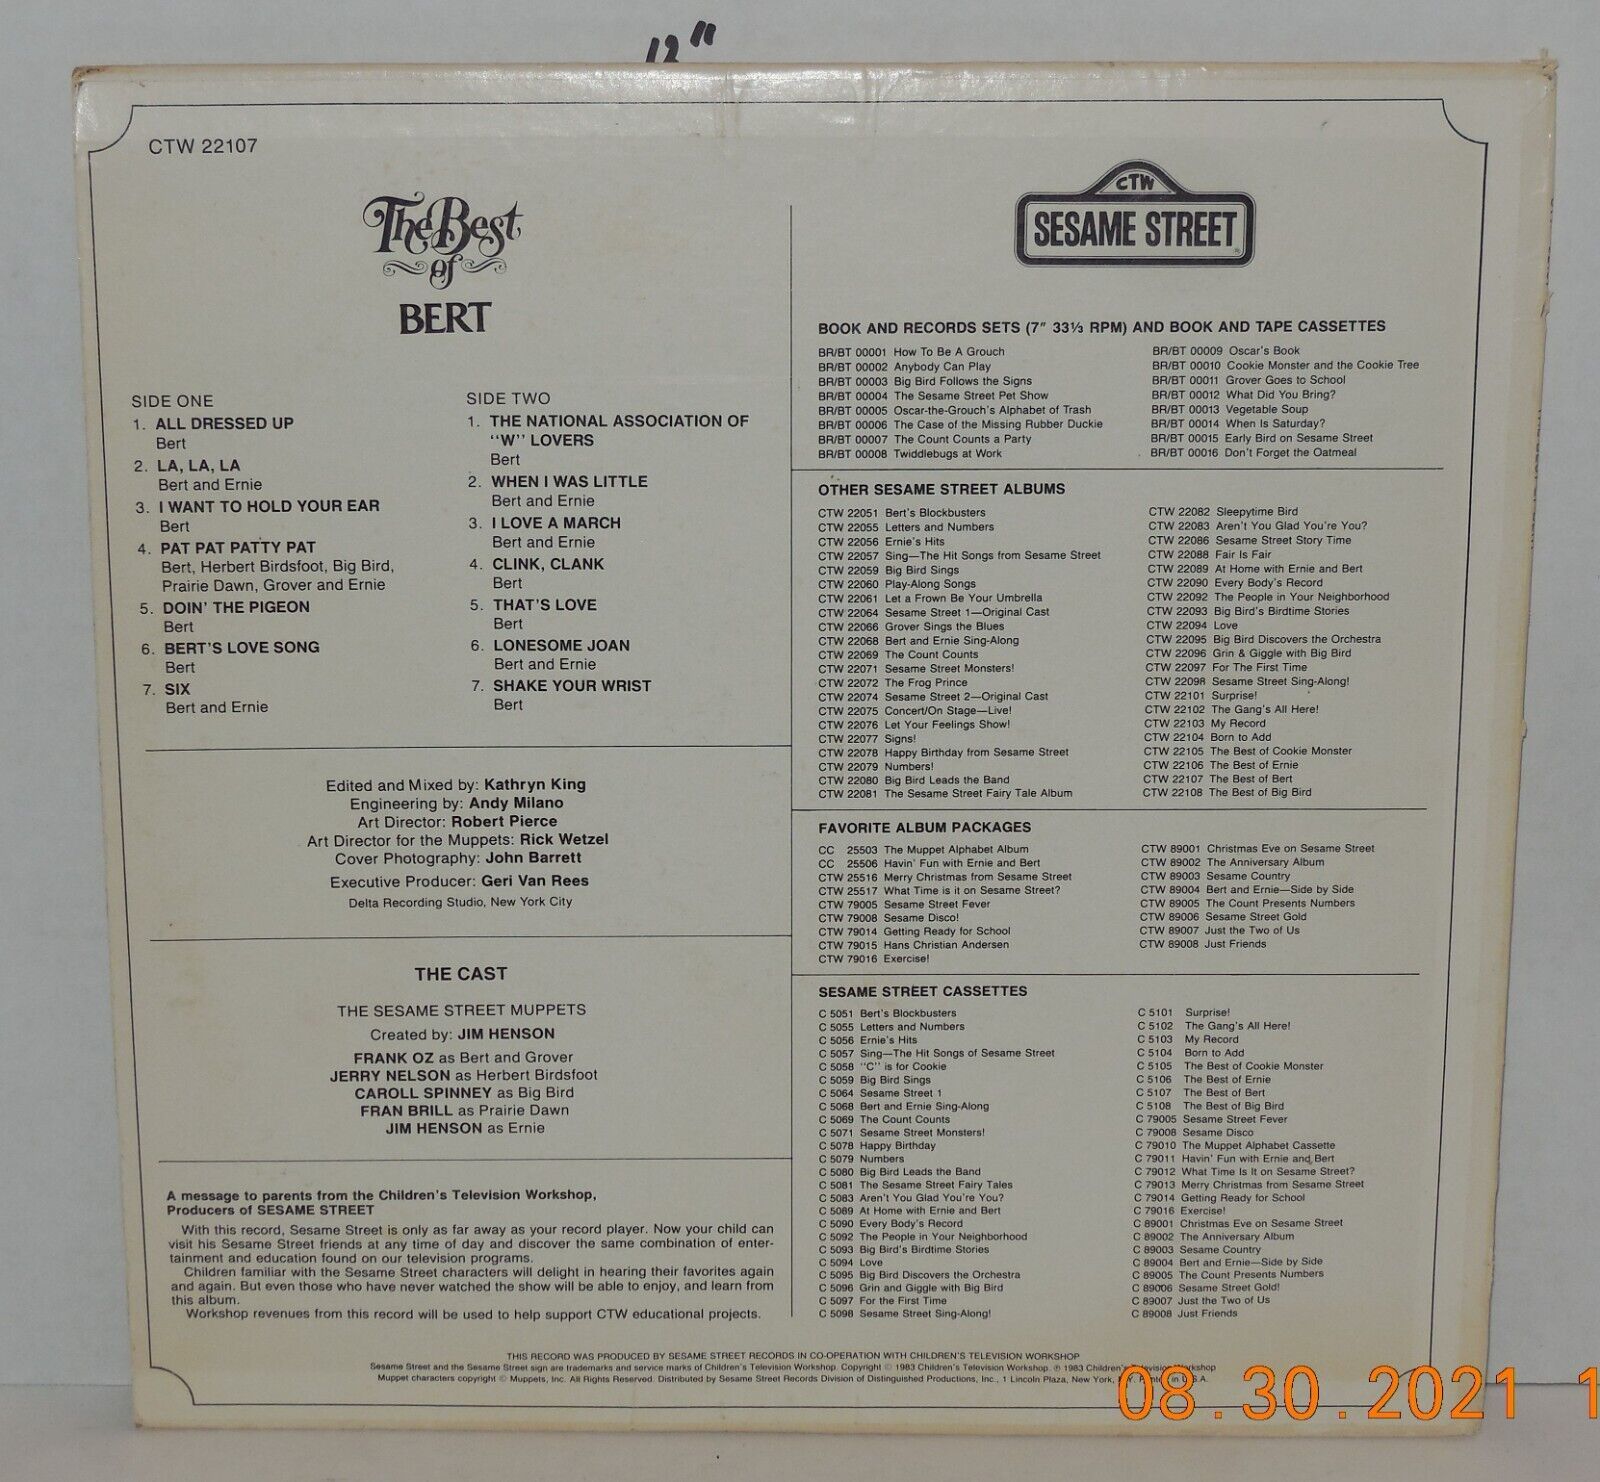 12"
CTW 22107
The Best
of
BERT
SIDE ONE
1. ALL DRESSED UP
Bert
2. LA, LA, LA
Bert and Ernie
3. I WANT TO HOLD YOUR EAR
Bert
4. PAT PAT PATTY PAT
Bert, Herbert Birdsfoot, Big Bird,
Prairie Dawn, Grover and Ernie
5. DOIN' THE PIGEON
Bert
6. BERT'S LOVE SONG
Bert
7. SIX
Bert and Ernie
SIDE TWO
1. THE NATIONAL ASSOCIATION OF
"W" LOVERS
Bert
2. WHEN I WAS LITTLE
Bert and Ernie
3. I LOVE A MARCH
Bert and Ernie
4. CLINK, CLANK
Bert
5. THAT'S LOVE
Bert
6. LONESOME JOAN
Bert and Ernie
7. SHAKE YOUR WRIST
Bert
Edited and Mixed by: Kathryn King
Engineering by: Andy Milano
Art Director: Robert Pierce
Art Director for the Muppets: Rick Wetzel
Cover Photography: John Barrett
Executive Producer: Geri Van Rees
Delta Recording Studio, New York City
THE CAST
THE SESAME STREET MUPPETS
Created by: JIM HENSON
FRANK OZ as Bert and Grover
JERRY NELSON as Herbert Birdsfoot
CAROLL SPINNEY as Big Bird
FRAN BRILL as Prairie Dawn
JIM HENSON as Ernie
A message to parents from the Children's Television Workshop,
Producers of SESAME STREET
With this record, Sesame Street is only as far away as your record player. Now your child can
visit his Sesame Street friends at any time of day and discover the same combination of enter-
tainment and education found on our television programs.
Children familiar with the Sesame Street characters will delight in hearing their favorites again
and again. But even those who have never watched the show will be able to enjoy, and learn from
this album.
Workshop revenues from this record will be used to help support CTW educational projects.
CTW
SESAME STREET
BOOK AND RECORDS SETS (7" 33⅓ RPM) AND BOOK AND TAPE CASSETTES
BR/BT 00001 How To Be A Grouch
BR/BT 00002 Anybody Can Play
BR/BT 00003 Big Bird Follows the Signs
BR/BT 00004 The Sesame Street Pet Show
BR/BT 00005 Oscar-the-Grouch's Alphabet of Trash
BR/BT 00006 The Case of the Missing Rubber Duckie
BR/BT 00007 The Count Counts a Party
BR/BT 00008 Twiddlebugs at Work
BR/BT 00009 Oscar's Book
BR/BT 00010 Cookie Monster and the Cookie Tree
BR/BT 00011 Grover Goes to School
BR/BT 00012 What Did You Bring?
BR/BT 00013 Vegetable Soup
BR/BT 00014 When Is Saturday?
BR/BT 00015 Early Bird on Sesame Street
BR/BT 00016 Don't Forget the Oatmeal
OTHER SESAME STREET ALBUMS
CTW 22051 Bert's Blockbusters
CTW 22055 Letters and Numbers
CTW 22056 Ernie's Hits
CTW 22057 Sing—The Hit Songs from Sesame Street
CTW 22059 Big Bird Sings
CTW 22060 Play-Along Songs
CTW 22061 Let a Frown Be Your Umbrella
CTW 22064 Sesame Street 1—Original Cast
CTW 22066 Grover Sings the Blues
CTW 22068 Bert and Ernie Sing-Along
CTW 22069 The Count Counts
CTW 22071 Sesame Street Monsters!
CTW 22072 The Frog Prince
CTW 22074 Sesame Street 2—Original Cast
CTW 22075 Concert/On Stage—Live!
CTW 22076 Let Your Feelings Show!
CTW 22077 Signs!
CTW 22078 Happy Birthday from Sesame Street
CTW 22079 Numbers!
CTW 22080 Big Bird Leads the Band
CTW 22081 The Sesame Street Fairy Tale Album
CTW 22082 Sleepytime Bird
CTW 22083 Aren't You Glad You're You?
CTW 22086 Sesame Street Story Time
CTW 22088 Fair Is Fair
CTW 22089 At Home with Ernie and Bert
CTW 22090 Every Body's Record
CTW 22092 The People in Your Neighborhood
CTW 22093 Big Bird's Birdtime Stories
CTW 22094 Love
CTW 22095 Big Bird Discovers the Orchestra
CTW 22096 Grin & Giggle with Big Bird
CTW 22097 For The First Time
CTW 22098 Sesame Street Sing-Along!
CTW 22101 Surprise!
CTW 22102 The Gang's All Here!
CTW 22103 My Record
CTW 22104 Born to Add
CTW 22105 The Best of Cookie Monster
CTW 22106 The Best of Ernie
CTW 22107 The Best of Bert
CTW 22108 The Best of Big Bird
FAVORITE ALBUM PACKAGES
CC 25503 The Muppet Alphabet Album
CC 25506 Havin' Fun with Ernie and Bert
CTW 25516 Merry Christmas from Sesame Street
CTW 25517 What Time is it on Sesame Street?
CTW 79005 Sesame Street Fever
CTW 79008 Sesame Disco!
CTW 79014 Getting Ready for School
CTW 79015 Hans Christian Andersen
CTW 79016 Exercise!
CTW 89001 Christmas Eve on Sesame Street
CTW 89002 The Anniversary Album
CTW 89003 Sesame Country
CTW 89004 Bert and Ernie—Side by Side
CTW 89005 The Count Presents Numbers
CTW 89006 Sesame Street Gold
CTW 89007 Just the Two of Us
CTW 89008 Just Friends
SESAME STREET CASSETTES
C 5051 Bert's Blockbusters
C 5055 Letters and Numbers
C 5056 Ernie's Hits
C 5057 Sing—The Hit Songs of Sesame Street
C 5058 "C" is for Cookie
C 5059 Big Bird Sings
C 5064 Sesame Street 1
C 5068 Bert and Ernie Sing-Along
C 5069 The Count Counts
C 5071 Sesame Street Monsters!
C 5078 Happy Birthday
C 5079 Numbers
C 5080 Big Bird Leads the Band
C 5081 The Sesame Street Fairy Tales
C 5083 Aren't You Glad You're You?
C 5089 At Home with Ernie and Bert
C 5090 Every Body's Record
C 5092 The People in Your Neighborhood
C 5093 Big Bird's Birdtime Stories
C 5094 Love
C 5095 Big Bird Discovers the Orchestra
C 5096 Grin and Giggle with Big Bird
C 5097 For the First Time
C 5098 Sesame Street Sing-Along!
C 5101 Surprise!
C 5102 The Gang's All Here!
C 5103 My Record
C 5104 Born to Add
C 5105 The Best of Cookie Monster
C 5106 The Best of Ernie
C 5107 The Best of Bert
C 5108 The Best of Big Bird
C 79005 Sesame Street Fever
C 79008 Sesame Disco
C 79010 The Muppet Alphabet Cassette
C 79011 Havin' Fun with Ernie and Bert
C 79012 What Time Is It on Sesame Street?
C 79013 Merry Christmas from Sesame Street
C 79014 Getting Ready for School
C 79016 Exercise!
C 89001 Christmas Eve on Sesame Street
C 89002 The Anniversary Album
C 89003 Sesame Country
C 89004 Bert and Ernie—Side by Side
C 89005 The Count Presents Numbers
C 89006 Sesame Street Gold!
C 89007 Just the Two of Us
C 89008 Just Friends
THIS RECORD WAS PRODUCED BY SESAME STREET RECORDS IN CO-OPERATION WITH CHILDREN'S TELEVISION WORKSHOP
Sesame Street and the Sesame Street sign are trademarks and service marks of Children's Television Workshop. Copyright © 1983 Children's Television Workshop. ℗ 1983 Children's Television Workshop
Muppet characters copyright © Muppets, Inc. All Rights Reserved. Distributed by Sesame Street Records Division of Distinguished Productions, Inc., 1 Lincoln Plaza, New York, Printed in U.S.A.
08.30.2021 1